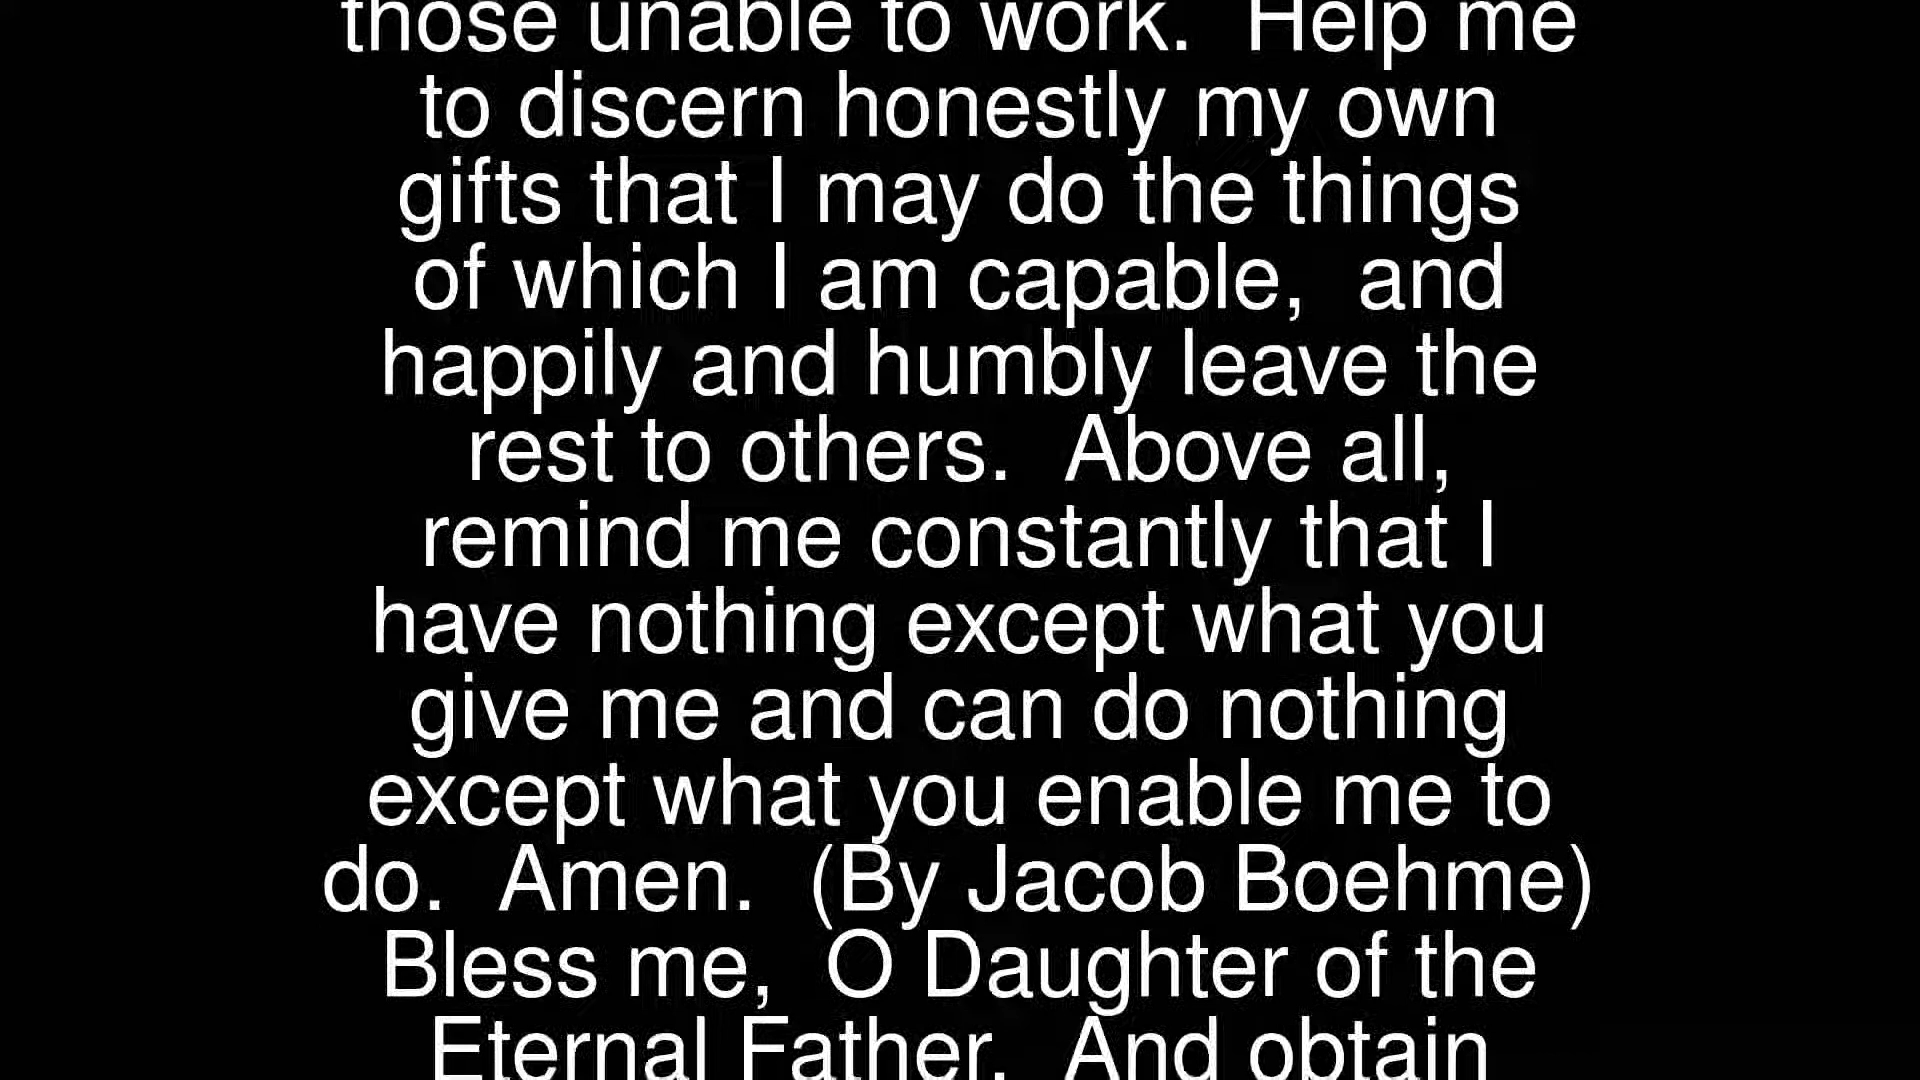 those unable to work.  Help me
to discern honestly my own
gifts that I may do the things
of which I am capable,  and
happily and humbly leave the
rest to others.  Above all,
remind me constantly that I
have nothing except what you
give me and can do nothing
except what you enable me to
do.  Amen.  (By Jacob Boehme)
Bless me,  O Daughter of the
Eternal Father.  And obtain